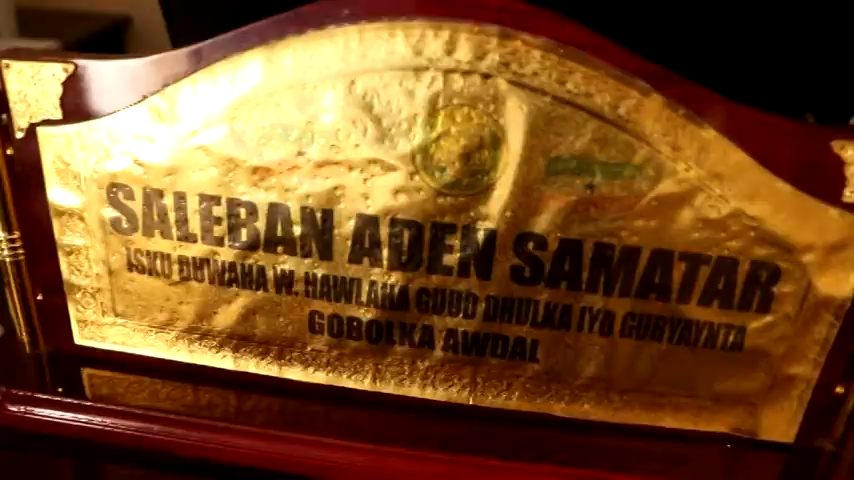 SALEBAN ADEN SAMATAR
ISKU DUWAHA W. HAWLAHA GUUD DHULKA IYO GURYAYNTA
GOBOLKA AWDAL